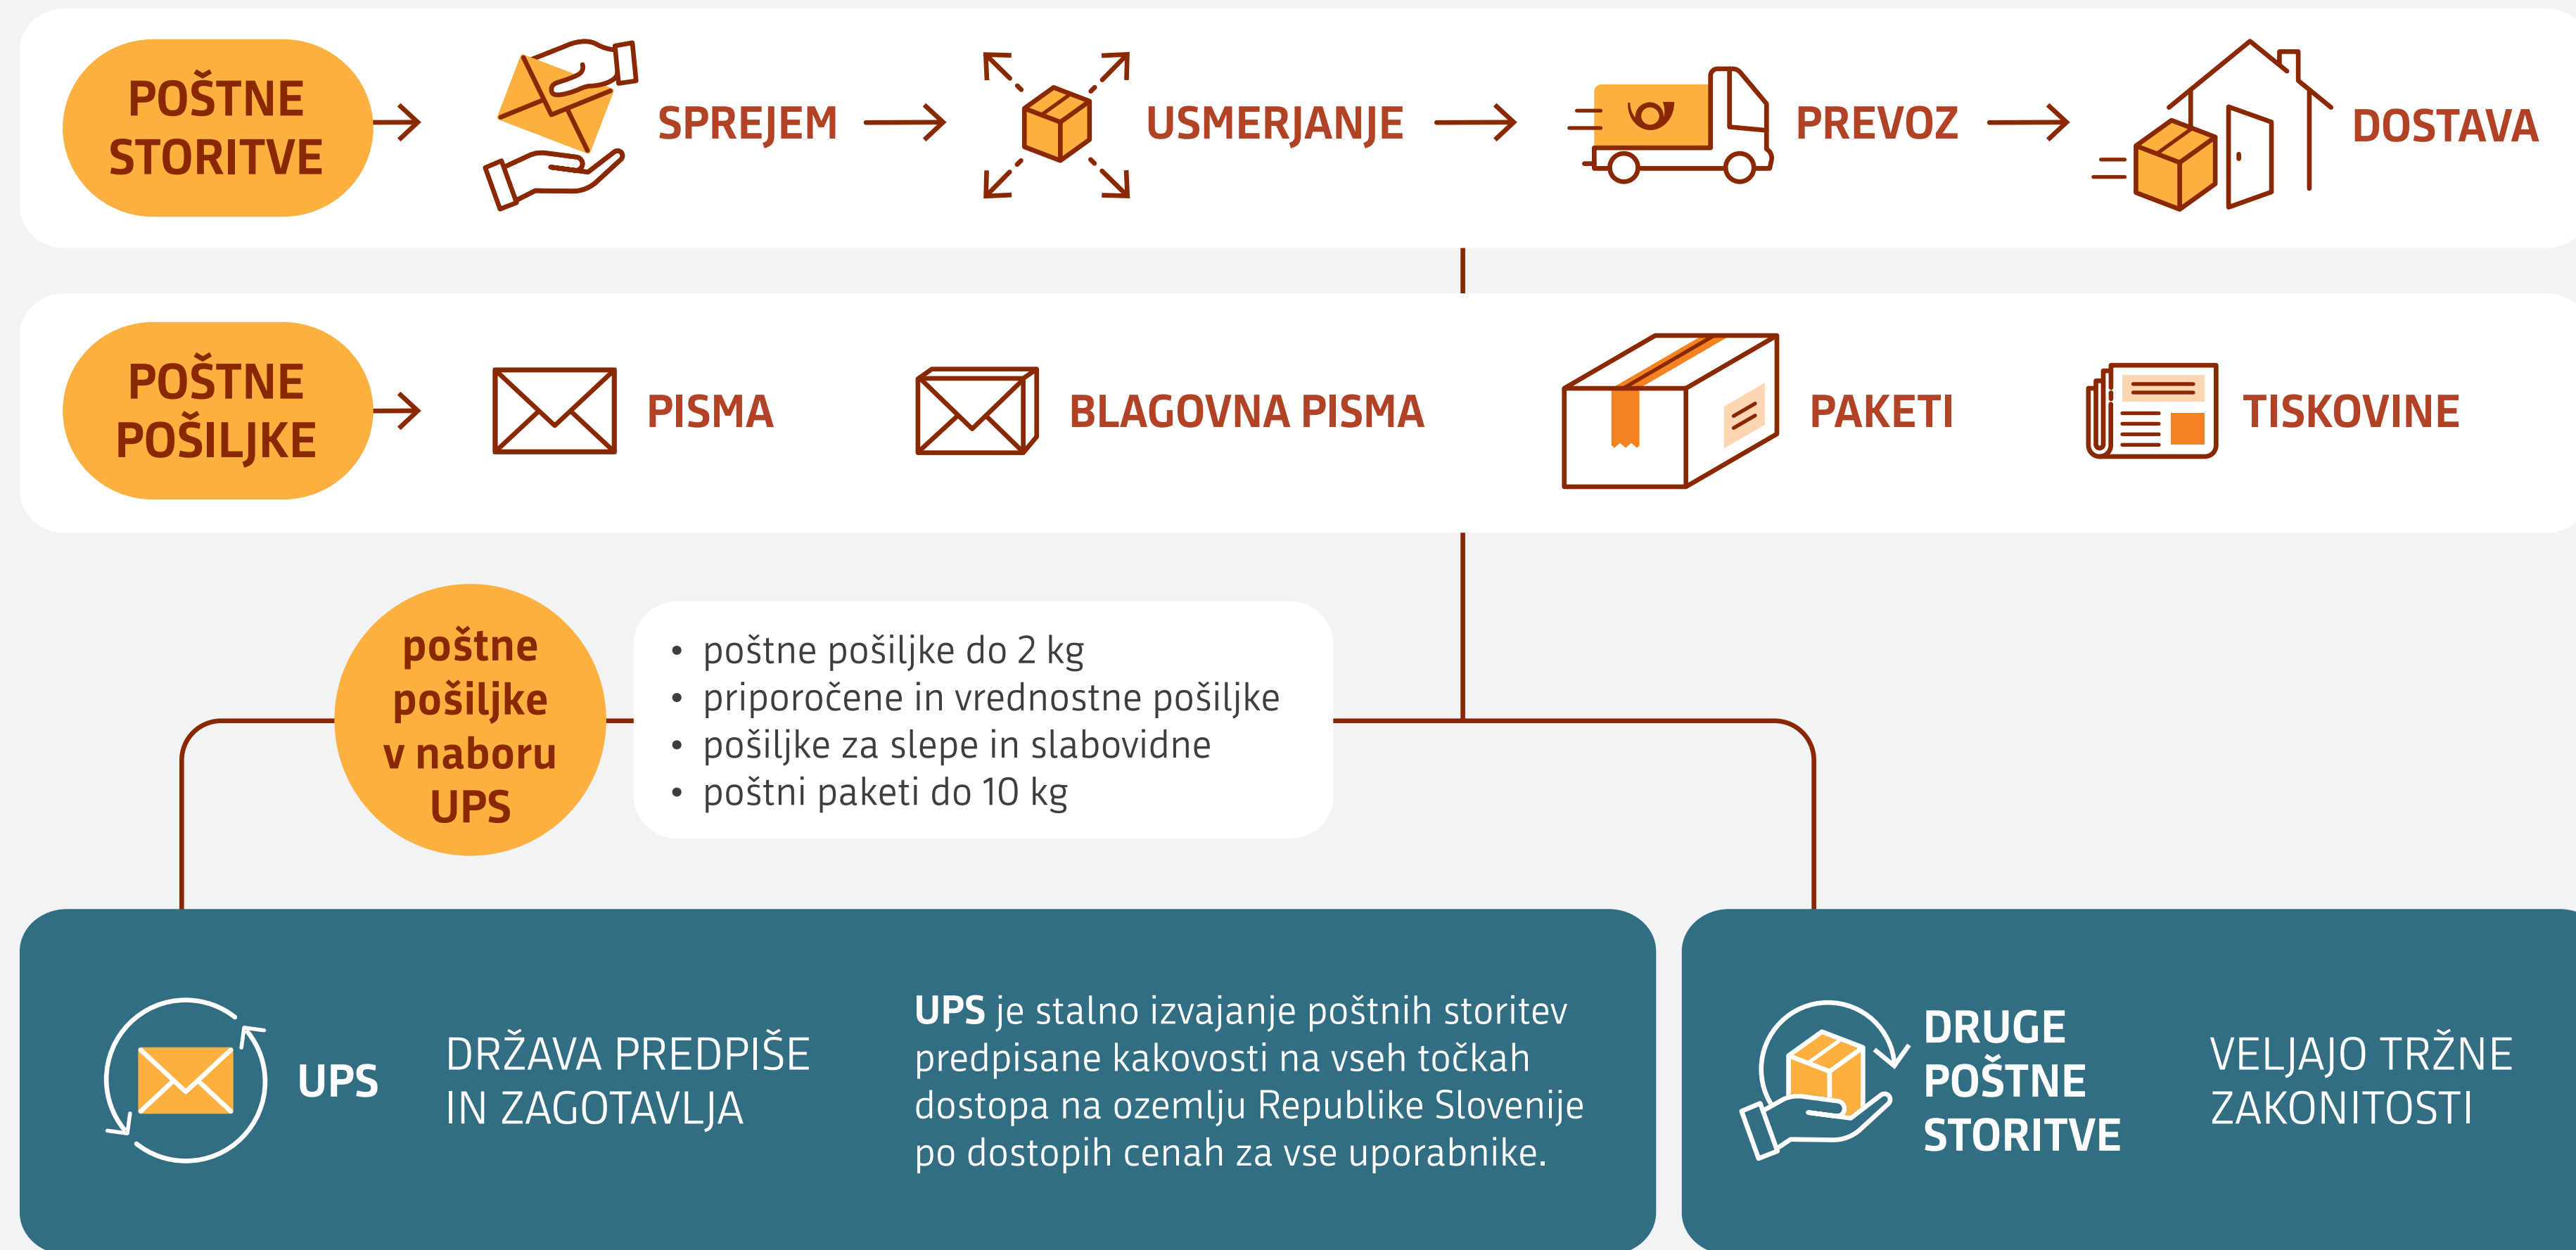 POŠTNE
STORITVE
SPREJEM
USMERJANJE
PREVOZ
DOSTAVA
POŠTNE
POŠILJKE
PISMA
BLAGOVNA PISMA
PAKETI
TISKOVINE
poštne
pošiljke
v naboru
UPS
• poštne pošiljke do 2 kg
• priporočene in vrednostne pošiljke
• pošiljke za slepe in slabovidne
• poštni paketi do 10 kg
UPS
DRŽAVA PREDPIŠE
IN ZAGOTAVLJA
UPS je stalno izvajanje poštnih storitev
predpisane kakovosti na vseh točkah
dostopa na ozemlju Republike Slovenije
po dostopih cenah za vse uporabnike.
DRUGE
POŠTNE
STORITVE
VELJAJO TRŽNE
ZAKONITOSTI